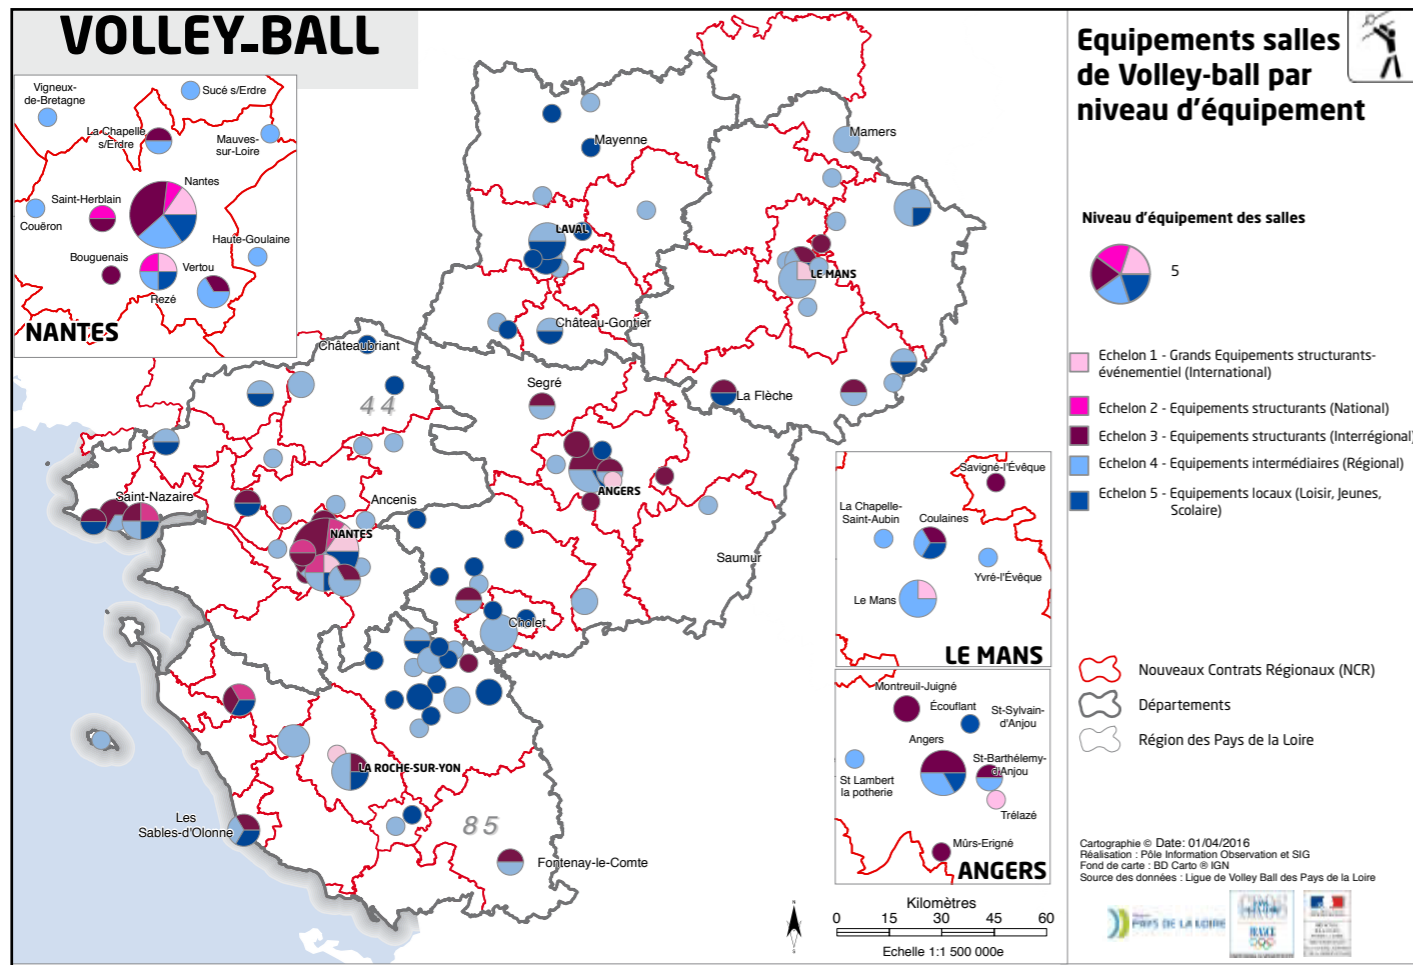 VOLLEY-BALL
Equipements salles
de Volley-ball par
niveau d'équipement
Vigneux-
de-Bretagne
Sucé s/Erdre
La Chapelle
s/Erdre
Mauves-
sur-Loire
Nantes
Saint-Herblain
Couëron
Haute-Goulaine
Bouguenais
Vertou
Rezé
NANTES
Mayenne
Mamers
LAVAL
LE MANS
Château-Gontier
Châteaubriant
44
Segré
La Flèche
ANGERS
Saint-Nazaire
Ancenis
NANTES
Saumur
Cholet
LA ROCHE-SUR-YON
Les
Sables-d'Olonne
85
Fontenay-le-Comte
Niveau d'équipement des salles
5
Echelon 1 - Grands Equipements structurants-
événementiel (International)
Echelon 2 - Equipements structurants (National)
Echelon 3 - Equipements structurants (Interrégional)
Echelon 4 - Equipements intermédiaires (Régional)
Echelon 5 - Equipements locaux (Loisir, Jeunes,
Scolaire)
Savigné-l'Évêque
La Chapelle-
Saint-Aubin
Coulaines
Yvré-l'Évêque
Le Mans
LE MANS
Montreuil-Juigné
Écouflant
St-Sylvain-
d'Anjou
Angers
St-Barthélemy-
d'Anjou
St Lambert
la potherie
Trélazé
Mûrs-Erigné
ANGERS
Nouveaux Contrats Régionaux (NCR)
Départements
Région des Pays de la Loire
Kilomètres
0 15 30 45 60
Echelle 1:1 500 000e
Cartographie © Date: 01/04/2016
Réalisation : Pôle Information Observation et SIG
Fond de carte : BD Carto ® IGN
Source des données : Ligue de Volley Ball des Pays de la Loire
PAYS DE LA LOIRE
CROS
FRANCE